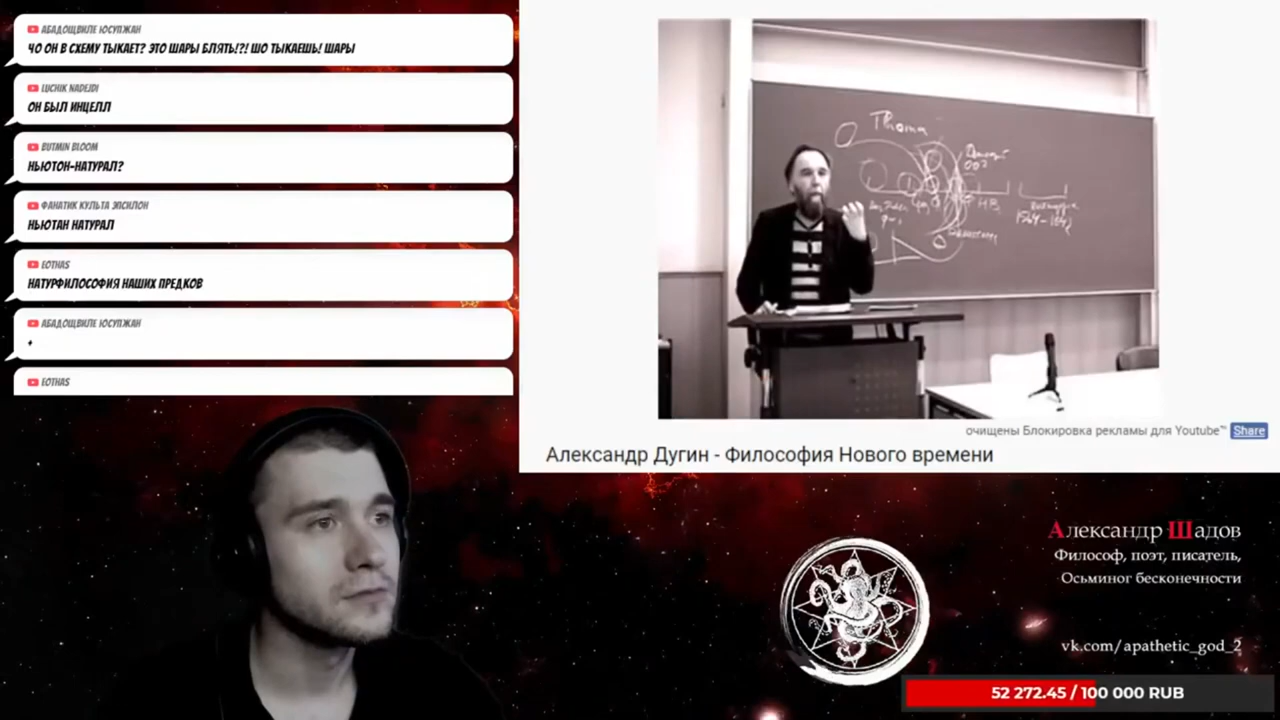 АБАДОЩВИЛЕ ЮСУПЖАН
ЧО ОН В СХЕМУ ТЫКАЕТ? ЭТО ШАРЫ БЛЯТЬ!?! ШО ТЫКАЕШЬ! ШАРЫ
LUCHIK NADEJDI
ОН БЫЛ ИНЦЕЛЛ
BUTMIN BLOOM
НЬЮТОН-НАТУРАЛ?
ФАНАТИК КУЛЬТА ЭПСИЛОН
НЬЮТАН НАТУРАЛ
EOTHAS
НАТУРФИЛОСОФИЯ НАШИХ ПРЕДКОВ
АБАДОЩВИЛЕ ЮСУПЖАН
+
EOTHAS
Thoma
НВ
очищены Блокировка рекламы для Youtube™ Share
Александр Дугин - Философия Нового времени
Александр Шадов
Философ, поэт, писатель,
Осьминог бесконечности
vk.com/apathetic_god_2
52 272.45 / 100 000 RUB